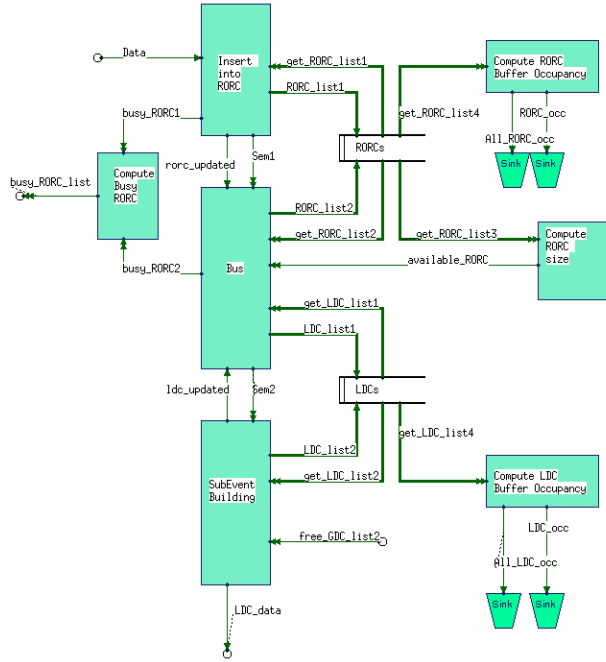 Data
Insert
into
RORC
get_RORC_list1
RORC_list1
Compute RORC
Buffer Occupancy
get_RORC_list4
RORC_occ
All_RORC_occ
Sink
Sink
busy_RORC1
rorc_updated
Sem1
RORCs
Compute
Busy
RORC
busy_RORC_list
RORC_list2
get_RORC_list2
get_RORC_list3
Compute
RORC
size
available_RORC
busy_RORC2
Bus
get_LDC_list1
LDC_list1
ldc_updated
Sem2
LDCs
get_LDC_list4
LDC_list2
get_LDC_list2
SubEvent
Building
Compute LDC
Buffer Occupancy
free_GDC_list2
LDC_occ
All_LDC_occ
Sink
Sink
LDC_data